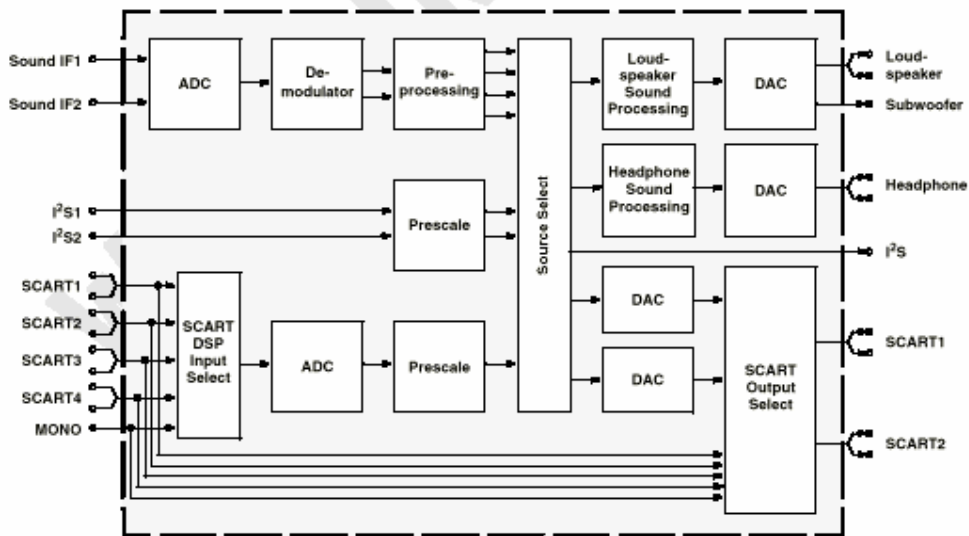 Sound IF1
Sound IF2
ADC
De-
modulator
Pre-
processing
Loud-
speaker
Sound
Processing
DAC
Loud-
speaker
Subwoofer
Headphone
Sound
Processing
DAC
Headphone
I²S1
I²S2
Prescale
Source Select
I²S
SCART1
SCART2
SCART3
SCART4
MONO
SCART
DSP
Input
Select
ADC
Prescale
DAC
DAC
SCART
Output
Select
SCART1
SCART2